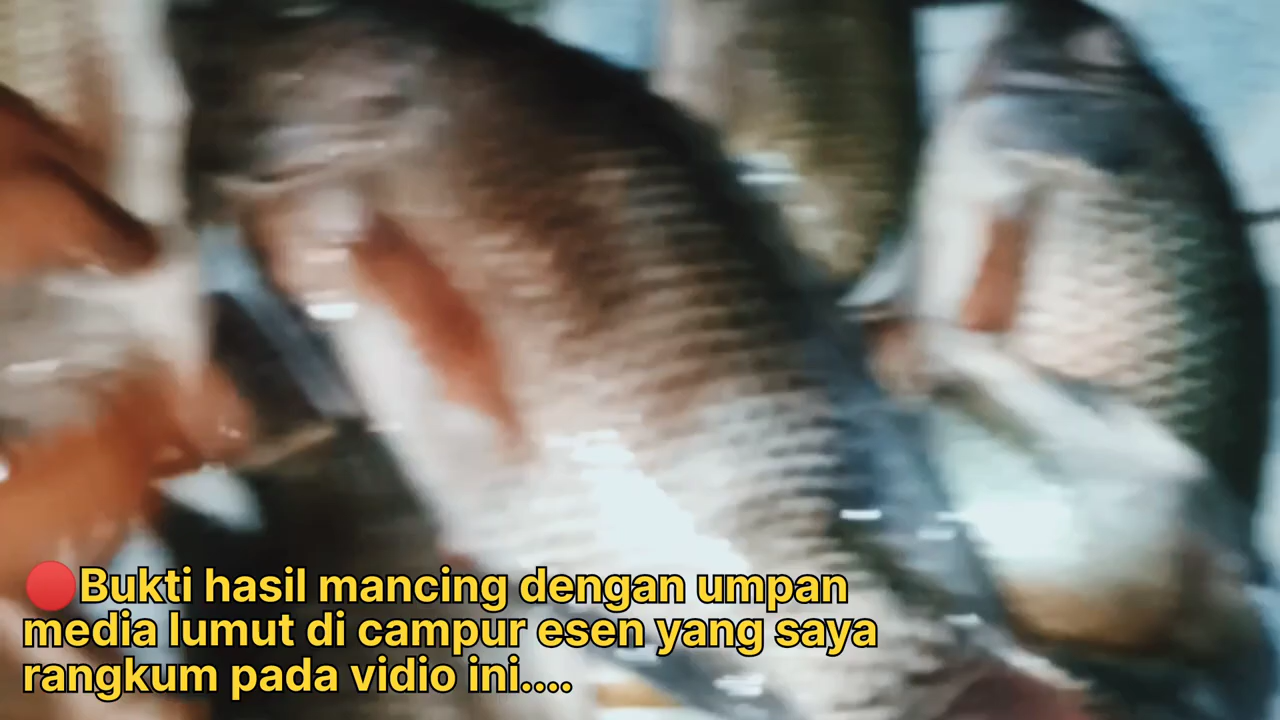 🔴Bukti hasil mancing dengan umpan
media lumut di campur esen yang saya
rangkum pada vidio ini....